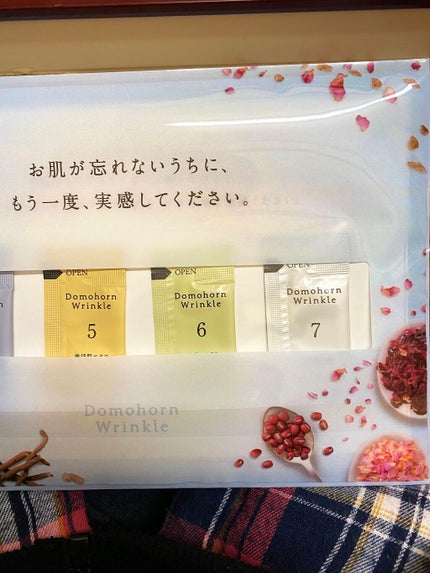 お肌が忘れないうちに、
もう一度、実感してください。
OPEN
Domohorn
Wrinkle
5
OPEN
Domohorn
Wrinkle
6
OPEN
Domohorn
Wrinkle
7
Domohorn
Wrinkle